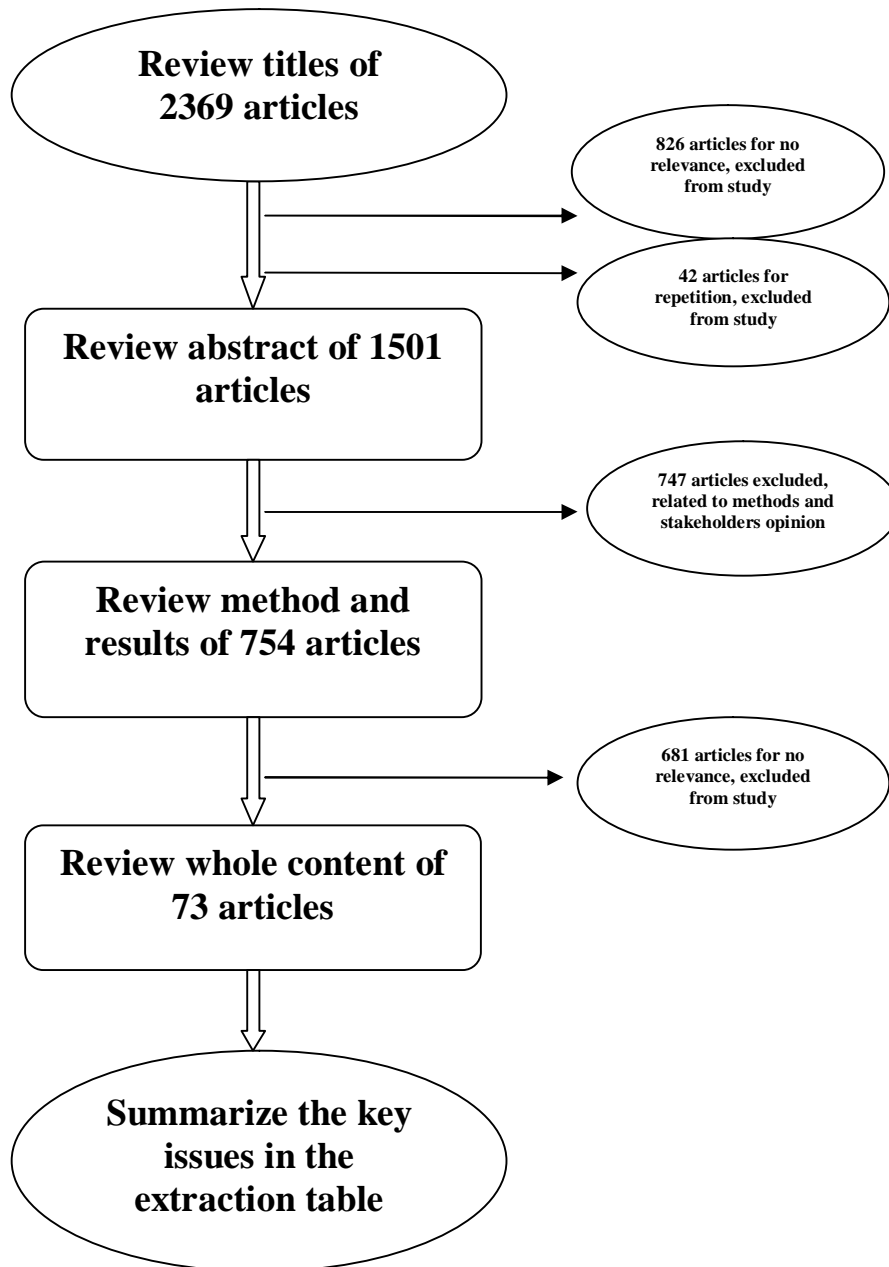 Review titles of
2369 articles
826 articles for no
relevance, excluded
from study
42 articles for
repetition, excluded
from study
Review abstract of 1501
articles
747 articles excluded,
related to methods and
stakeholders opinion
Review method and
results of 754 articles
681 articles for no
relevance, excluded
from study
Review whole content of
73 articles
Summarize the key
issues in the
extraction table